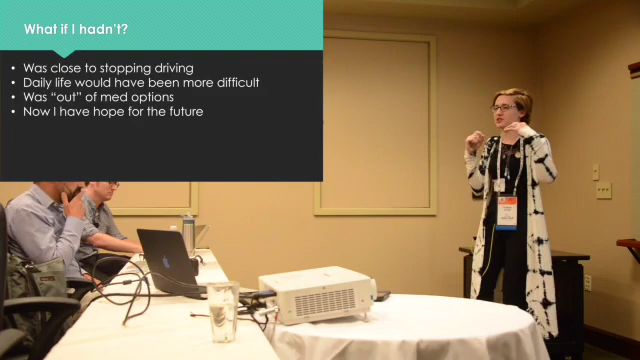 What if I hadn't?
• Was close to stopping driving
• Daily life would have been more difficult
• Was "out" of med options
• Now I have hope for the future